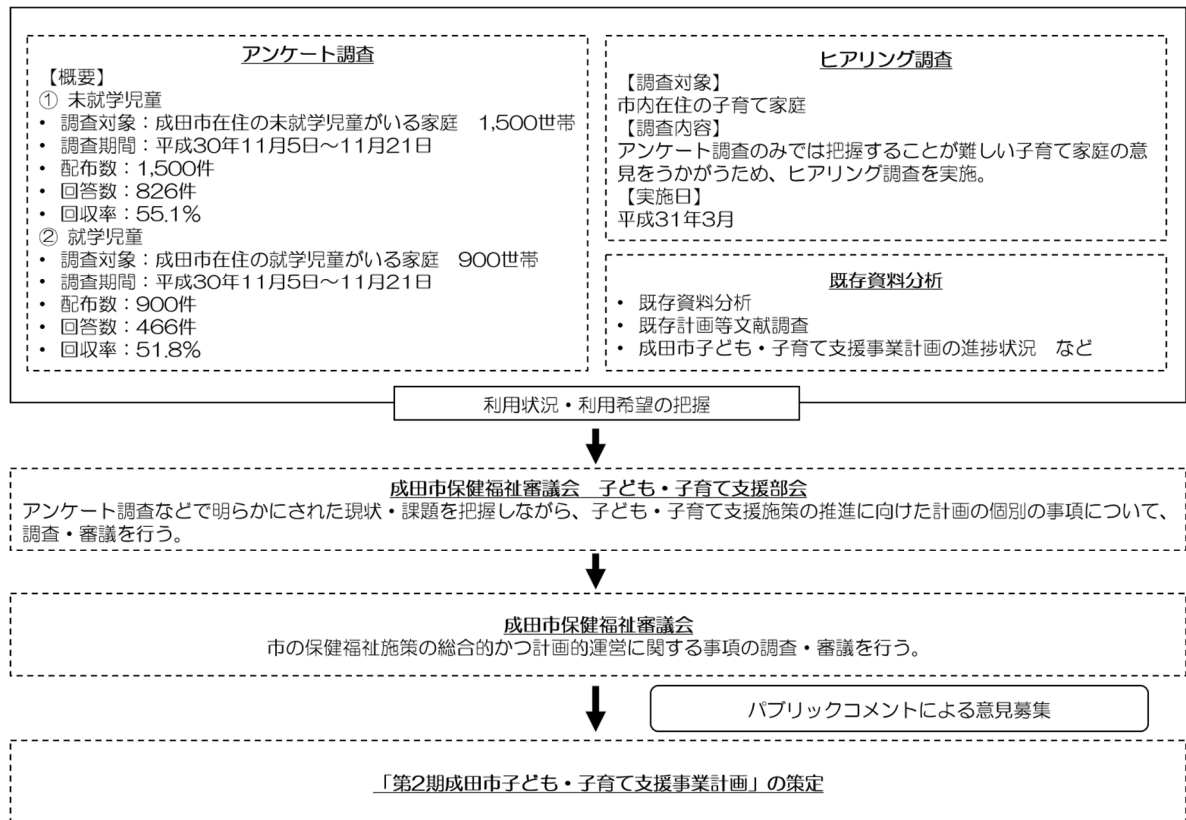 アンケート調査
【概要】
① 未就学児童
• 調査対象：成田市在住の未就学児童がいる家庭　1,500世帯
• 調査期間：平成30年11月5日～11月21日
• 配布数：1,500件
• 回答数：826件
• 回収率：55.1%
② 就学児童
• 調査対象：成田市在住の就学児童がいる家庭　900世帯
• 調査期間：平成30年11月5日～11月21日
• 配布数：900件
• 回答数：466件
• 回収率：51.8%
ヒアリング調査
【調査対象】
市内在住の子育て家庭
【調査内容】
アンケート調査のみでは把握することが難しい子育て家庭の意
見をうかがうため、ヒアリング調査を実施。
【実施日】
平成31年3月
既存資料分析
• 既存資料分析
• 既存計画等文献調査
• 成田市子ども・子育て支援事業計画の進捗状況　など
利用状況・利用希望の把握
成田市保健福祉審議会　子ども・子育て支援部会
アンケート調査などで明らかにされた現状・課題を把握しながら、子ども・子育て支援施策の推進に向けた計画の個別の事項について、
調査・審議を行う。
成田市保健福祉審議会
市の保健福祉施策の総合的かつ計画的運営に関する事項の調査・審議を行う。
パブリックコメントによる意見募集
「第2期成田市子ども・子育て支援事業計画」の策定